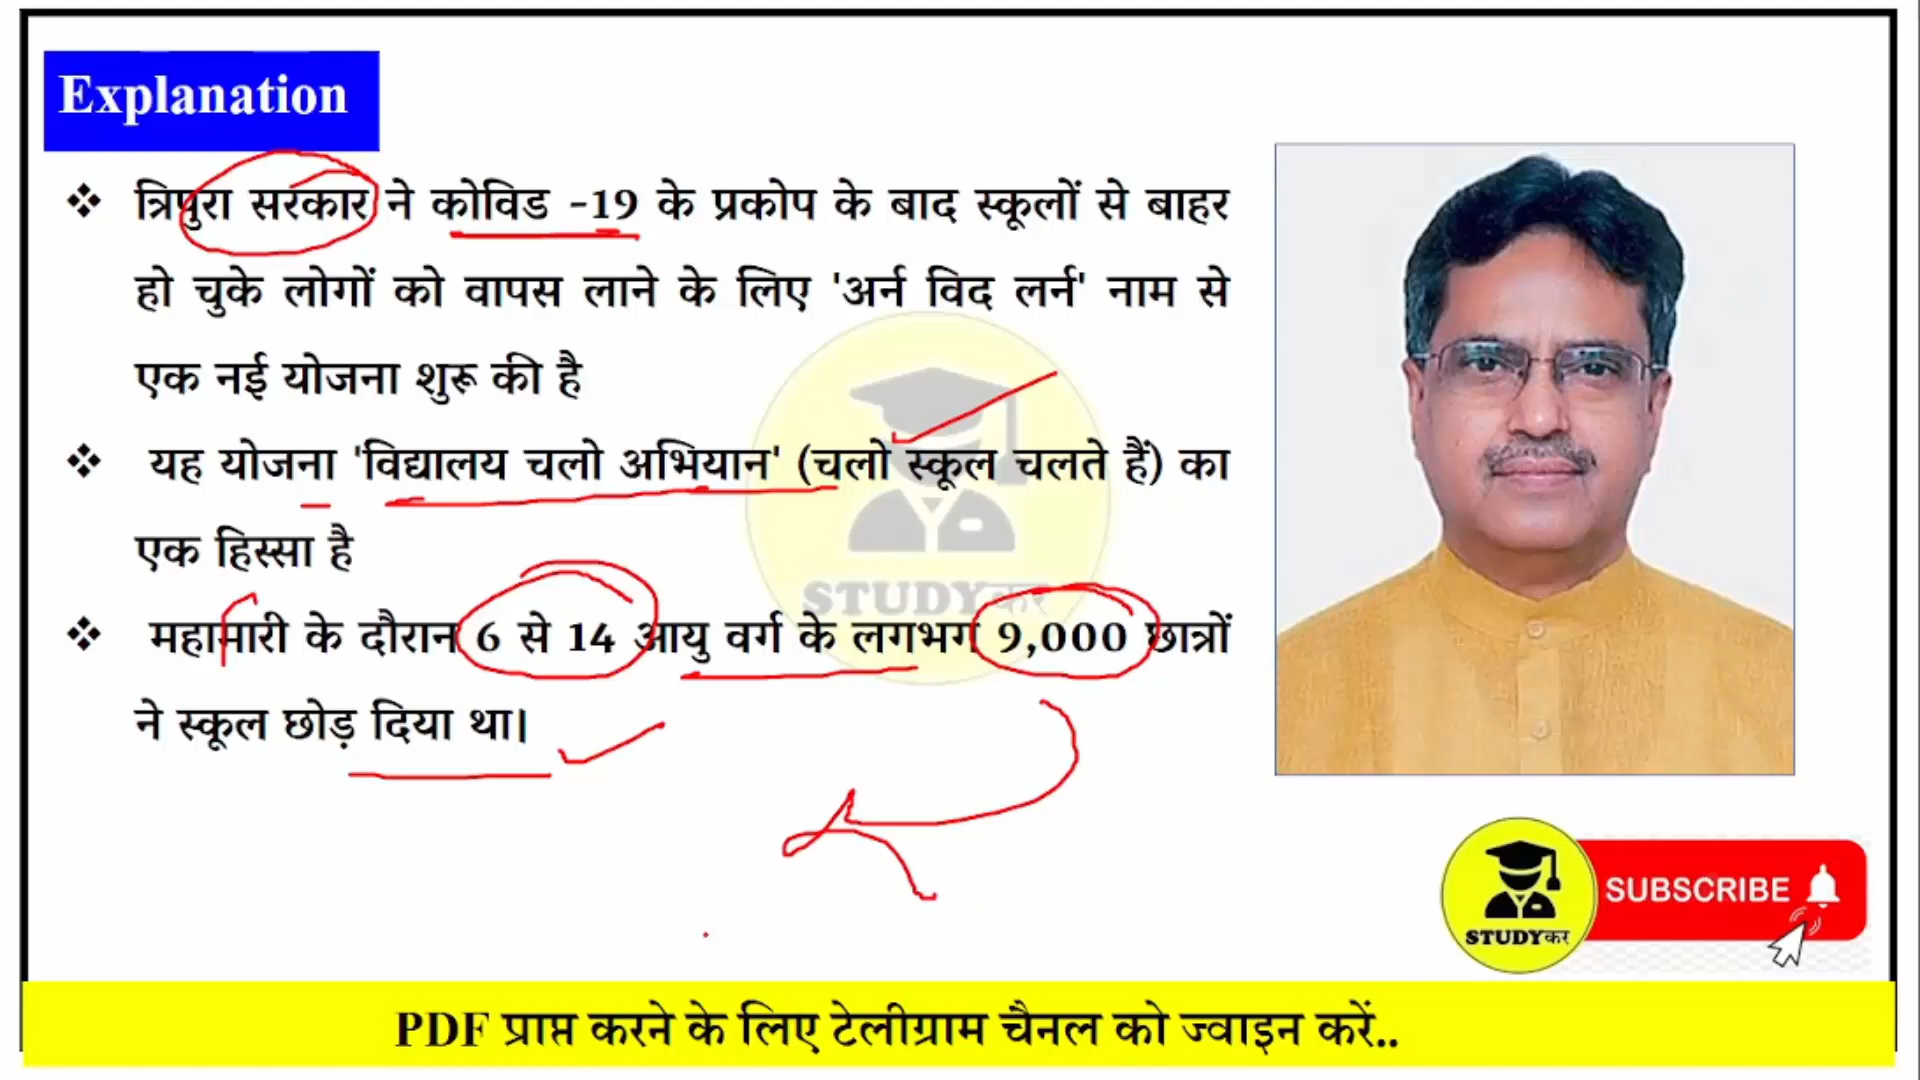 Explanation
❖ त्रिपुरा सरकार ने कोविड -19 के प्रकोप के बाद स्कूलों से बाहर
हो चुके लोगों को वापस लाने के लिए 'अर्न विद लर्न' नाम से
एक नई योजना शुरू की है
❖ यह योजना 'विद्यालय चलो अभियान' (चलो स्कूल चलते हैं) का
एक हिस्सा है
❖ महामारी के दौरान 6 से 14 आयु वर्ग के लगभग 9,000 छात्रों
ने स्कूल छोड़ दिया था।
STUDYकर
SUBSCRIBE
STUDYकर
PDF प्राप्त करने के लिए टेलीग्राम चैनल को ज्वाइन करें..